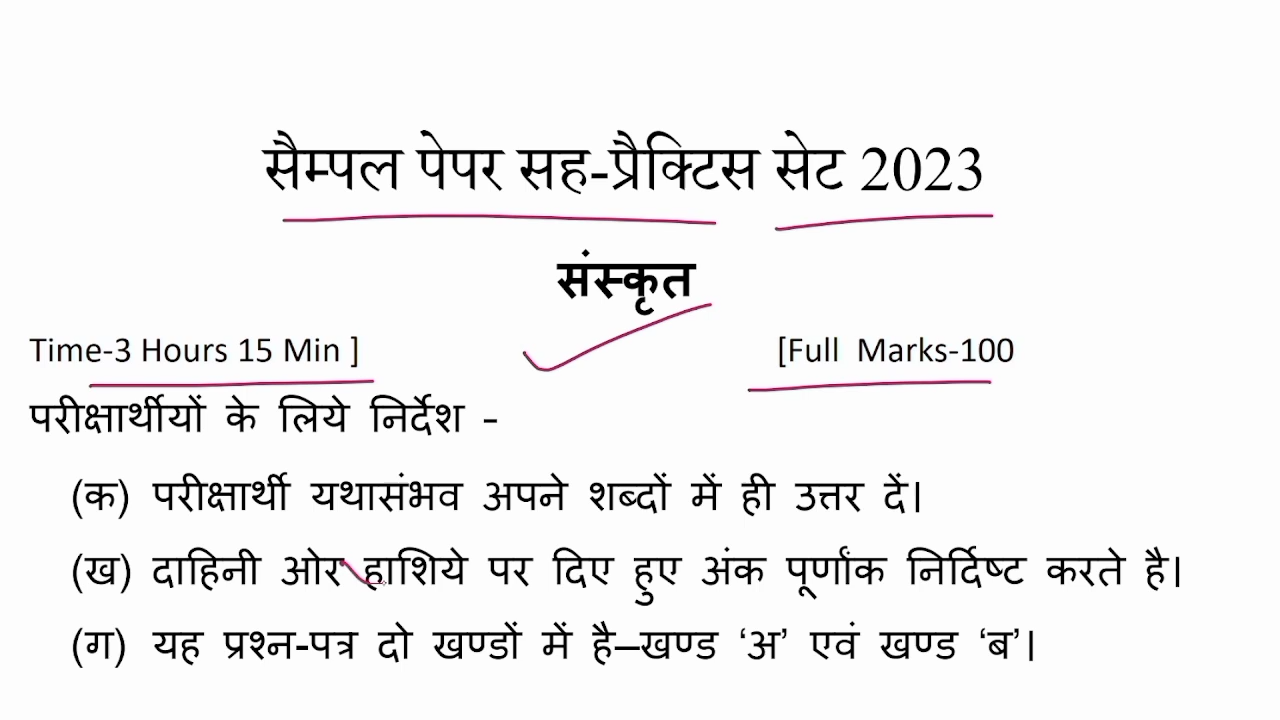 सैम्पल पेपर सह-प्रैक्टिस सेट 2023
संस्कृत
Time-3 Hours 15 Min ] [Full Marks-100
परीक्षार्थीयों के लिये निर्देश -
(क) परीक्षार्थी यथासंभव अपने शब्दों में ही उत्तर दें।
(ख) दाहिनी ओर हाशिये पर दिए हुए अंक पूर्णांक निर्दिष्ट करते है।
(ग) यह प्रश्न-पत्र दो खण्डों में है–खण्ड ‘अ’ एवं खण्ड ‘ब’।